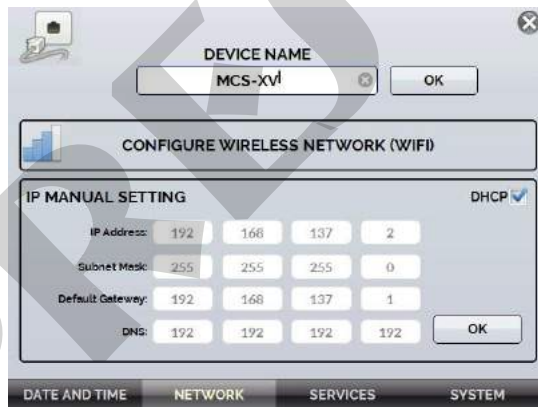 DEVICE NAME
MCS-XV OK
CONFIGURE WIRELESS NETWORK (WIFI)
IP MANUAL SETTING DHCP
IP Address: 192 168 137 2
Subnet Mask: 255 255 255 0
Default Gateway: 192 168 137 1
DNS: 192 192 192 192 OK
DATE AND TIME NETWORK SERVICES SYSTEM